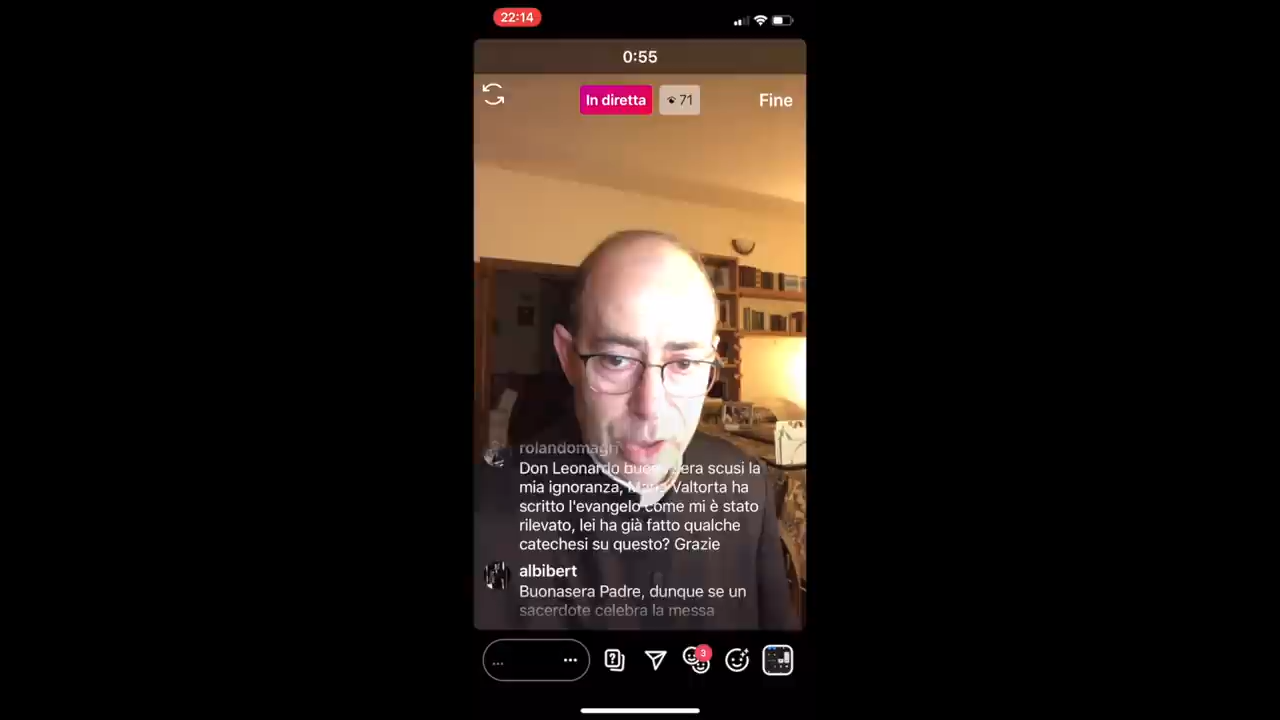 22:14
0:55
In diretta
71
Fine
rolandomagri
Don Leonardo buonasera scusi la
mia ignoranza, Maria Valtorta ha
scritto l'evangelo come mi è stato
rilevato, lei ha già fatto qualche
catechesi su questo? Grazie
albibert
Buonasera Padre, dunque se un
sacerdote celebra la messa
...
3